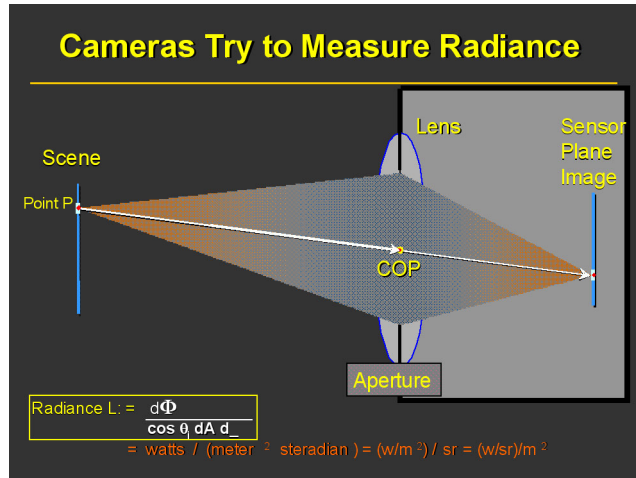 Cameras Try to Measure Radiance
Lens
Sensor
Plane
Image
Scene
Point P
COP
Aperture
Radiance L: = dΦ
cos θi dA d_
= watts / (meter 2 steradian ) = (w/m 2) / sr = (w/sr)/m 2